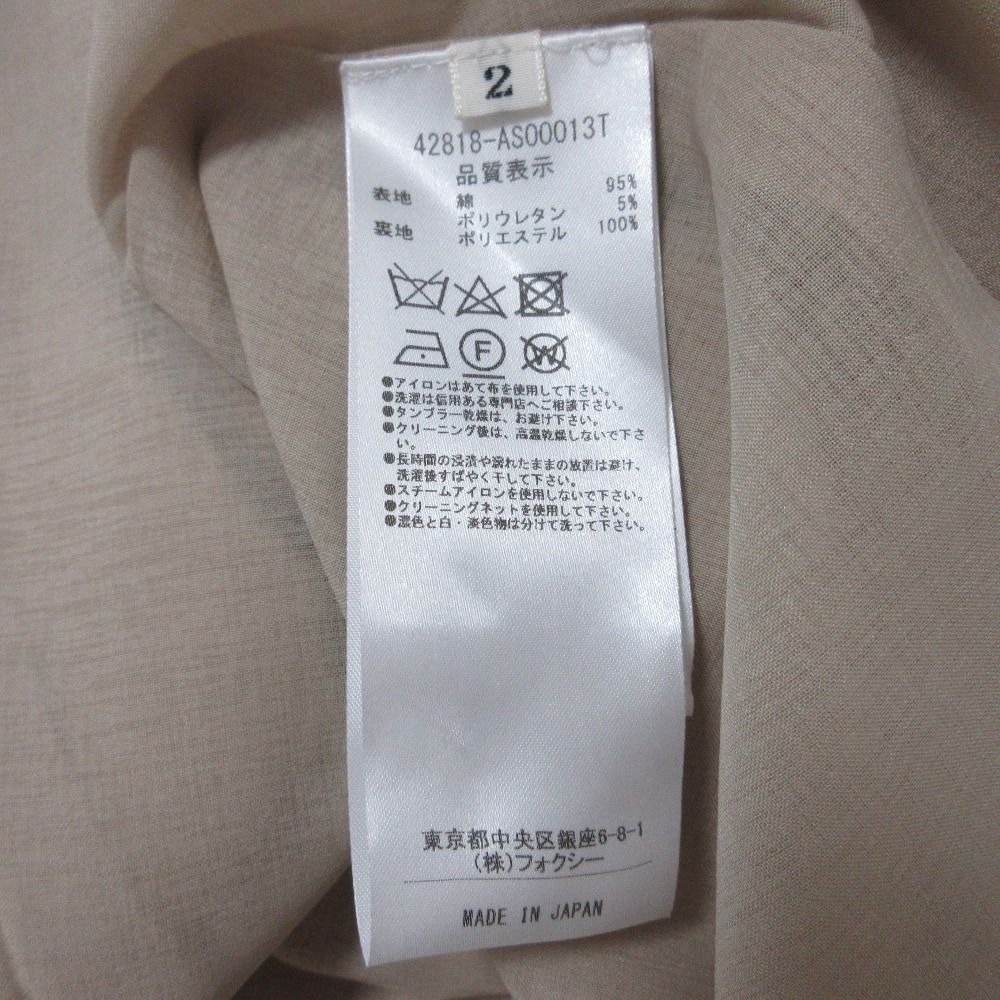 2
42818-AS00013T
品質表示
表地 綿 95%
ポリウレタン 5%
裏地 ポリエステル 100%
F
W
●アイロンはあて布を使用して下さい。
●洗濯は信用ある専門店へご相談下さい。
●タンブラー乾燥は、お避け下さい。
●クリーニング後は、高温乾燥しないで下さ
い。
●長時間の浸漬や濡れたままの放置は避け、
洗濯後すばやく干して下さい。
●スチームアイロンを使用しないで下さい。
●クリーニングネットを使用して下さい。
●濃色と白・淡色物は分けて洗って下さい。
東京都中央区銀座6-8-1
(株)フォクシー
MADE IN JAPAN